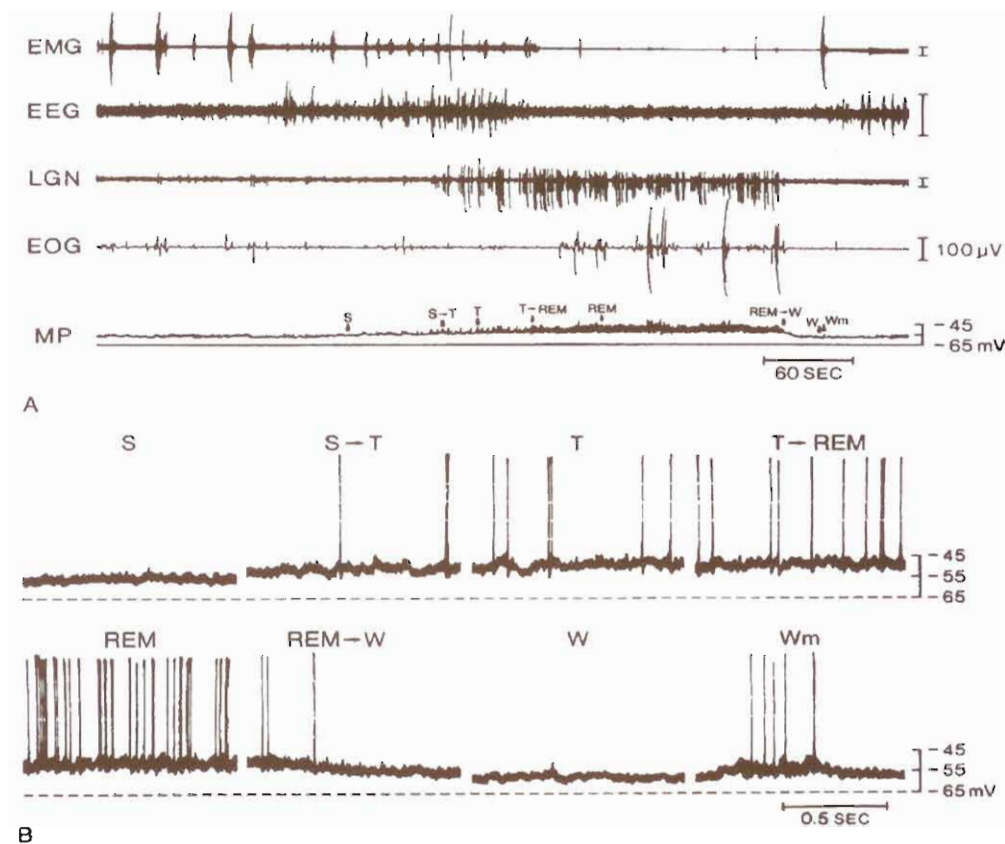 EMG
EEG
LGN
EOG 100 μV
S S→T T T→REM REM REM→W W Wm
MP -45
-65 mV
60 SEC
A
S S→T T T→REM
-45
-55
-65
REM REM→W W Wm
-45
-55
-65 mV
0.5 SEC
B